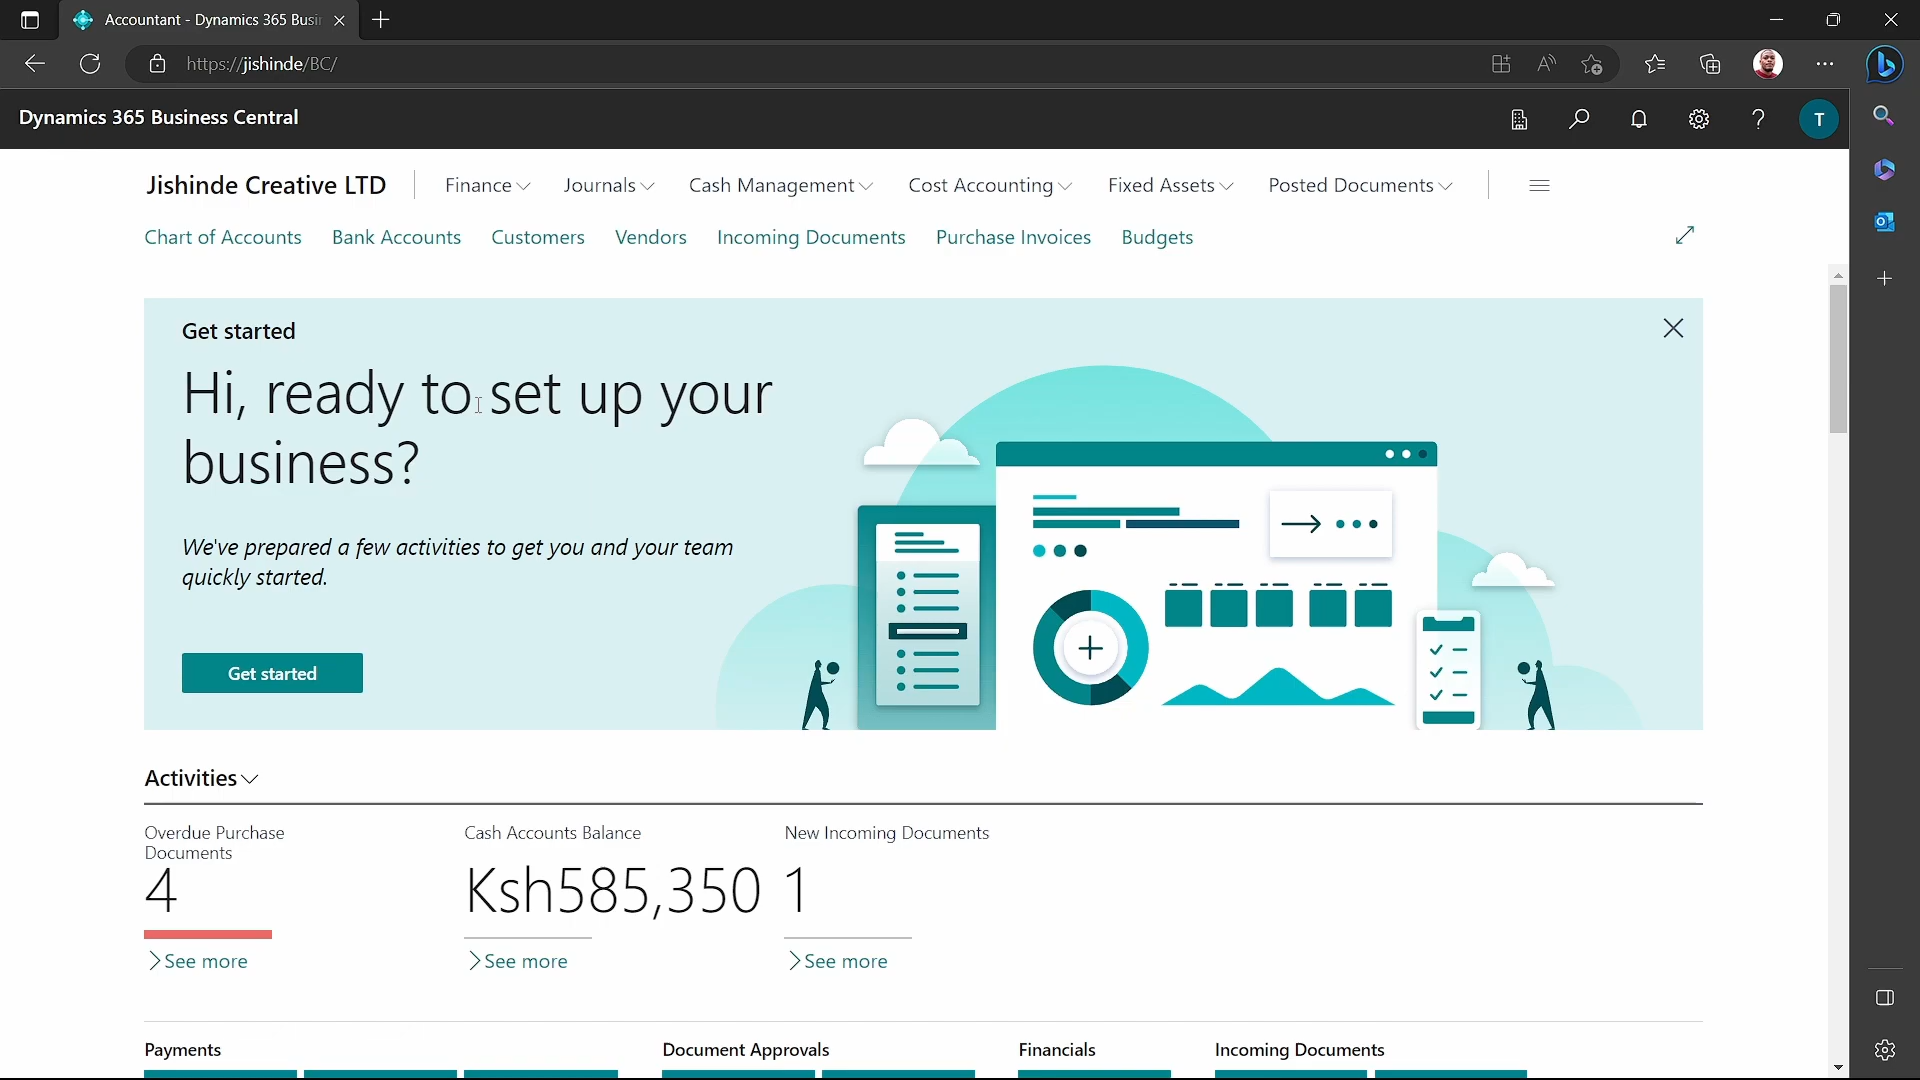 Accountant - Dynamics 365 Busi
https://jishinde/BC/
Dynamics 365 Business Central
T
Jishinde Creative LTD
Finance
Journals
Cash Management
Cost Accounting
Fixed Assets
Posted Documents
Chart of Accounts
Bank Accounts
Customers
Vendors
Incoming Documents
Purchase Invoices
Budgets
Get started
Hi, ready to set up your
business?
We've prepared a few activities to get you and your team
quickly started.
Get started
Activities
Overdue Purchase
Documents
4
See more
Cash Accounts Balance
Ksh585,350
See more
New Incoming Documents
1
See more
Payments
Document Approvals
Financials
Incoming Documents